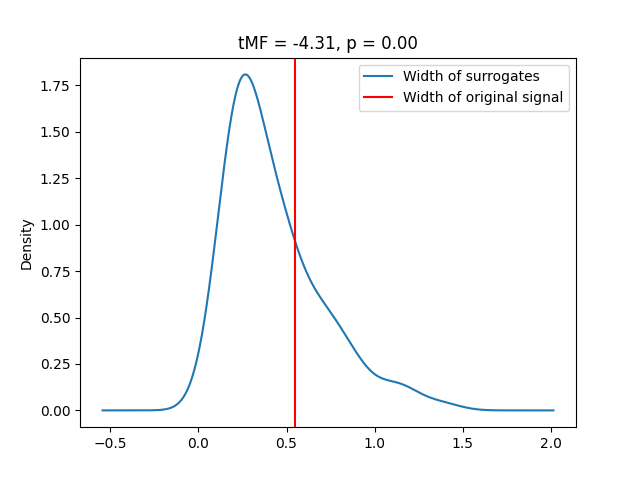 tMF = -4.31, p = 0.00
Width of surrogates
Width of original signal
Density
1.75
1.50
1.25
1.00
0.75
0.50
0.25
0.00
−0.5 0.0 0.5 1.0 1.5 2.0